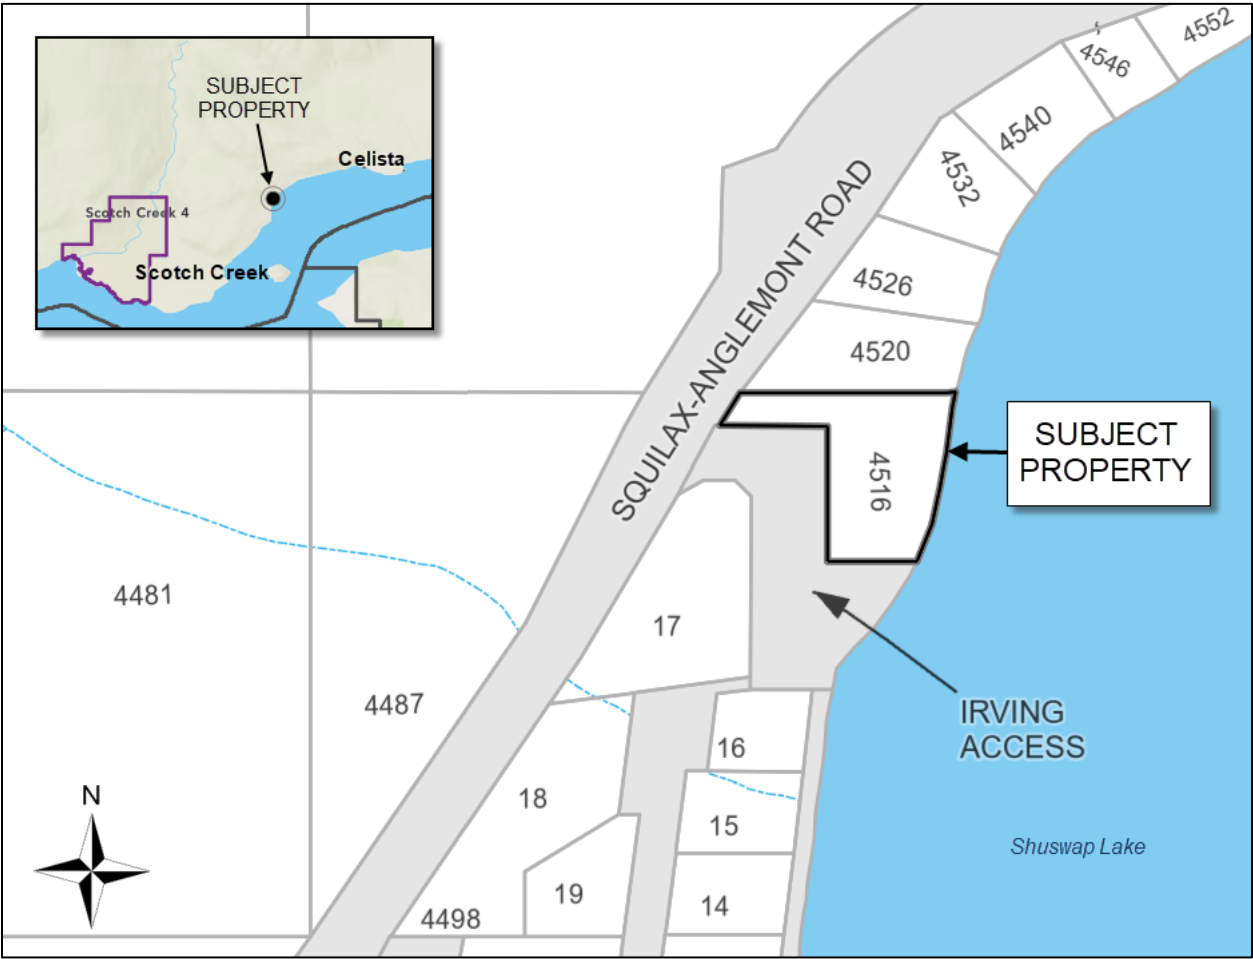 SUBJECT
PROPERTY
Celista
Scotch Creek 4
Scotch Creek
4552
4546
4540
4532
4526
4520
SQUILAX-ANGLEMONT ROAD
SUBJECT
PROPERTY
4516
4481
17
4487
IRVING
ACCESS
16
18
15
N
Shuswap Lake
19
14
4498